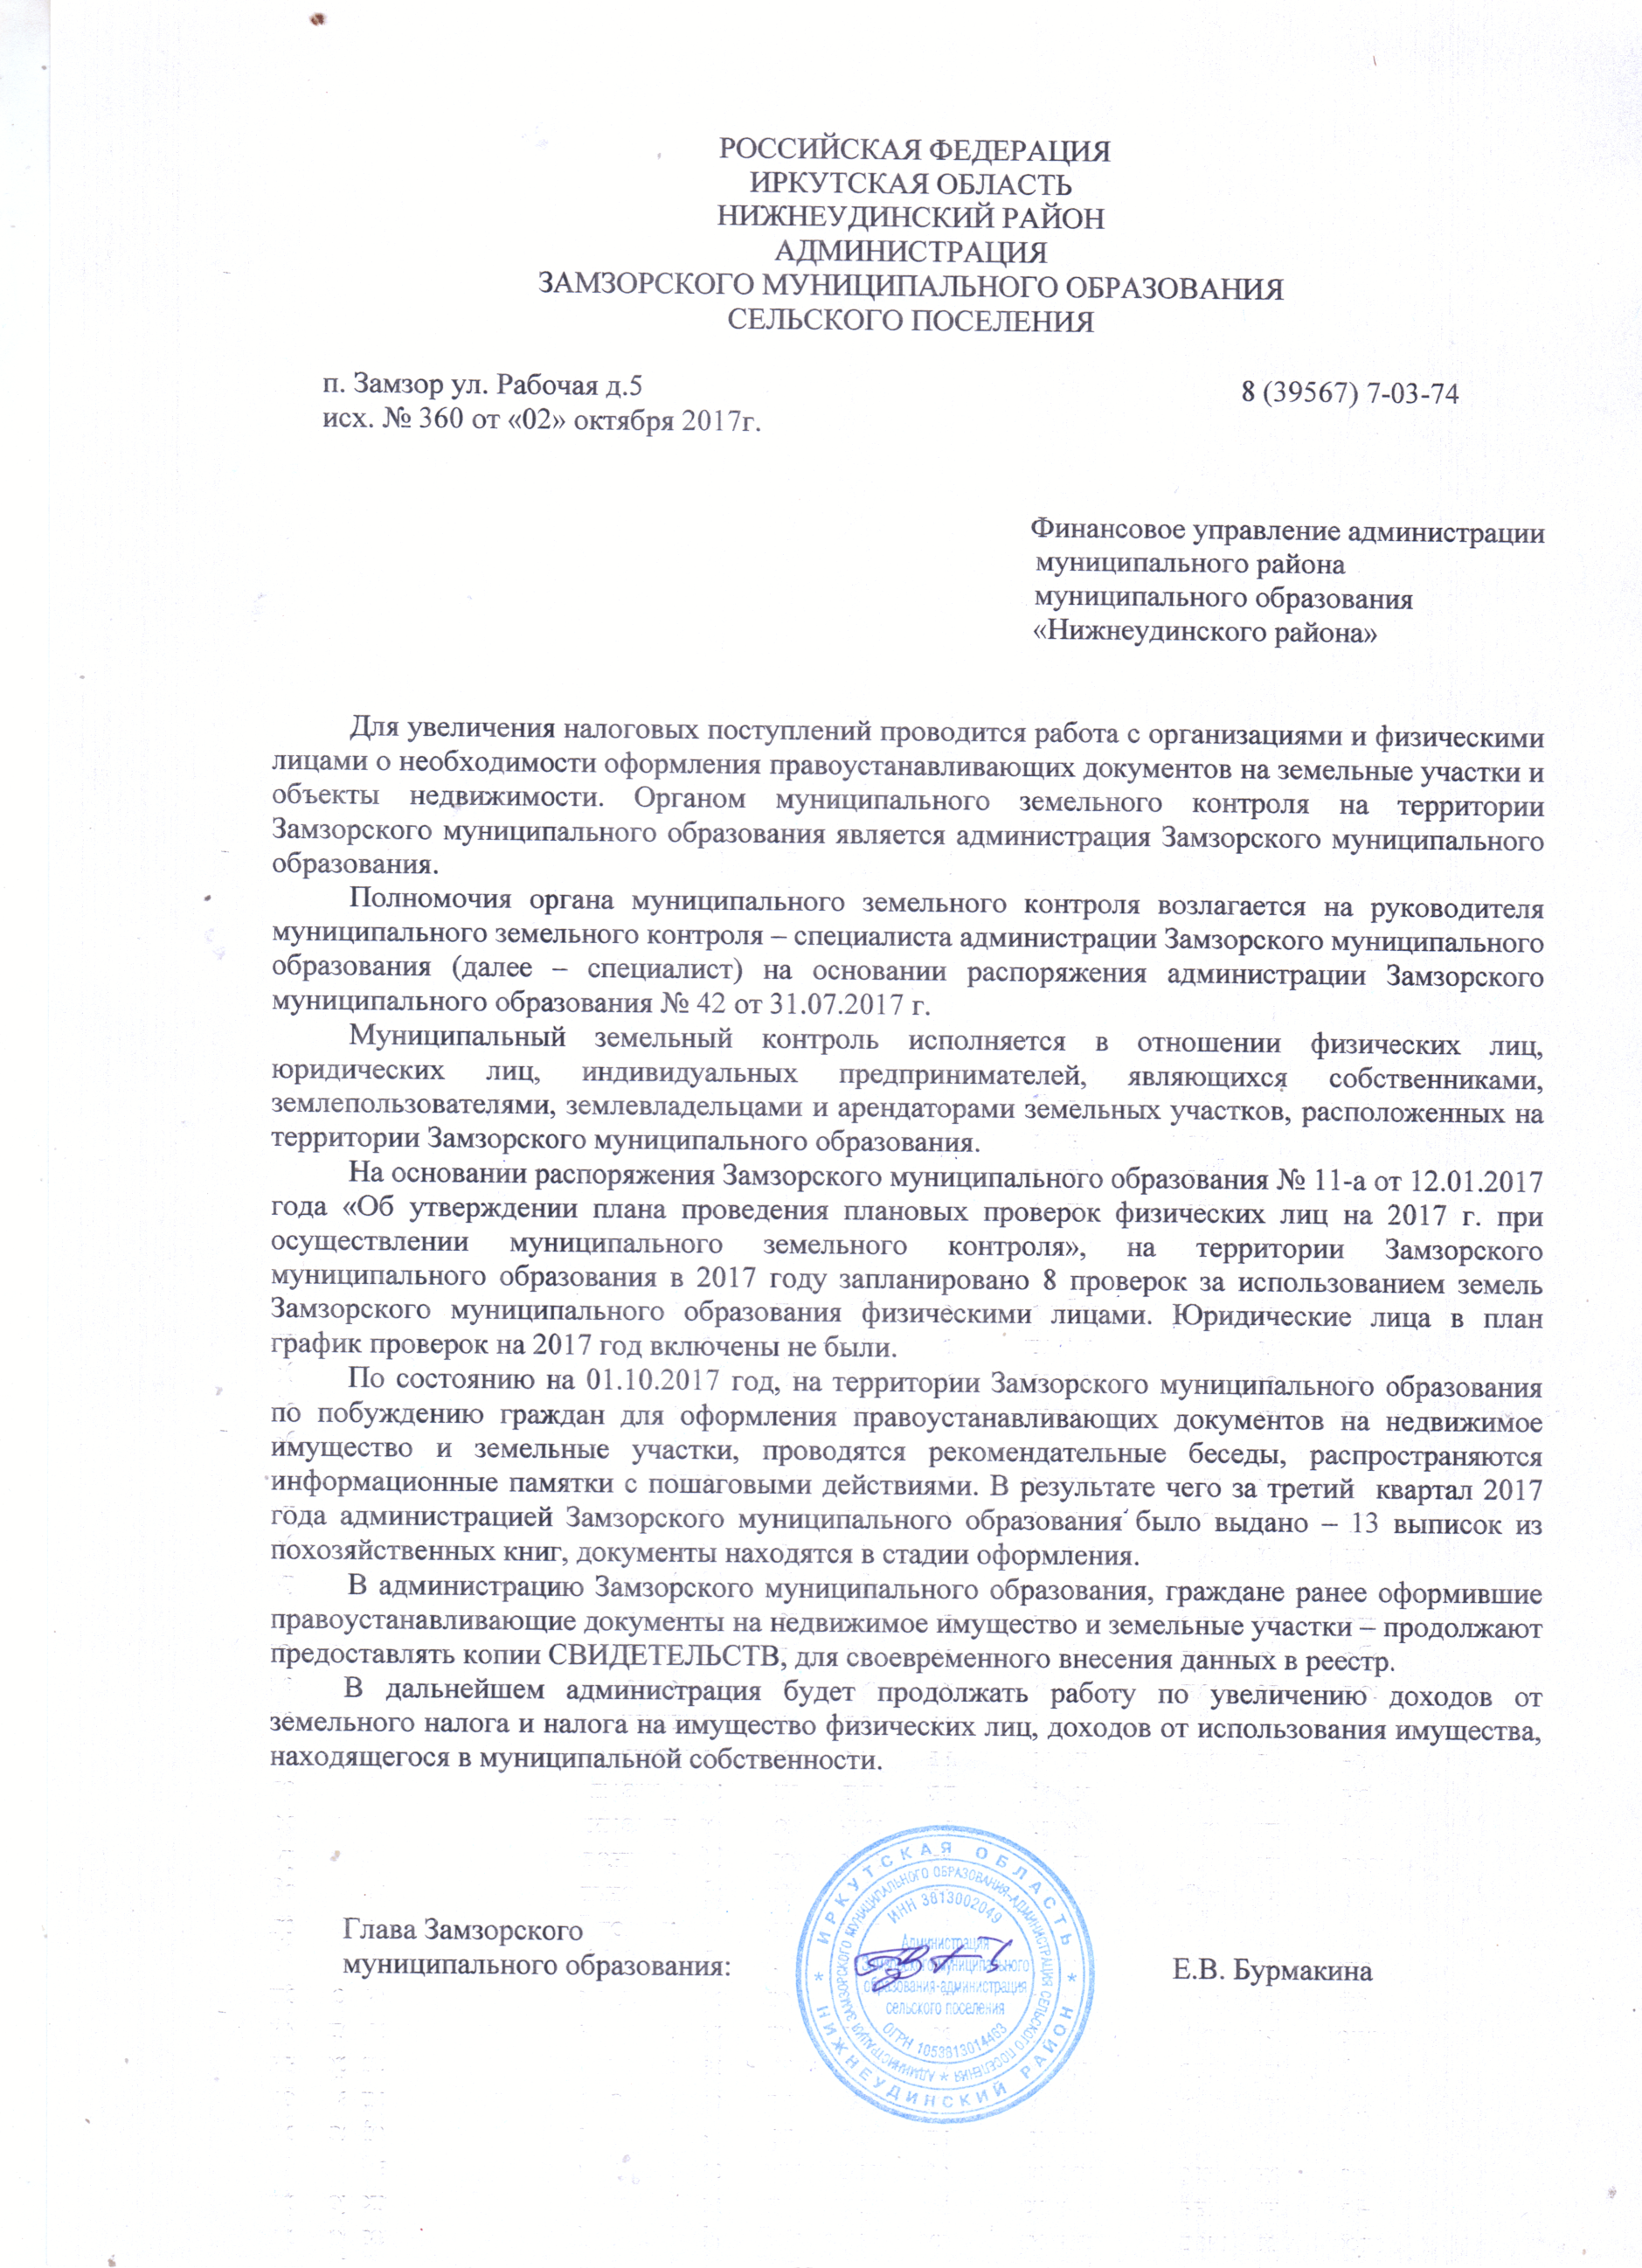 РОССИЙСКАЯ ФЕДЕРАЦИЯ
ИРКУТСКАЯ ОБЛАСТЬ
НИЖНЕУДИНСКИЙ РАЙОН
АДМИНИСТРАЦИЯ
ЗАМЗОРСКОГО МУНИЦИПАЛЬНОГО ОБРАЗОВАНИЯ
СЕЛЬСКОГО ПОСЕЛЕНИЯ
п. Замзор ул. Рабочая д.5 8 (39567) 7-03-74
исх. № 360 от «02» октября 2017г.
Финансовое управление администрации
муниципального района
муниципального образования
«Нижнеудинского района»
Для увеличения налоговых поступлений проводится работа с организациями и физическими
лицами о необходимости оформления правоустанавливающих документов на земельные участки и
объекты недвижимости. Органом муниципального земельного контроля на территории
Замзорского муниципального образования является администрация Замзорского муниципального
образования.
Полномочия органа муниципального земельного контроля возлагается на руководителя
муниципального земельного контроля – специалиста администрации Замзорского муниципального
образования (далее – специалист) на основании распоряжения администрации Замзорского
муниципального образования № 42 от 31.07.2017 г.
Муниципальный земельный контроль исполняется в отношении физических лиц,
юридических лиц, индивидуальных предпринимателей, являющихся собственниками,
землепользователями, землевладельцами и арендаторами земельных участков, расположенных на
территории Замзорского муниципального образования.
На основании распоряжения Замзорского муниципального образования № 11-а от 12.01.2017
года «Об утверждении плана проведения плановых проверок физических лиц на 2017 г. при
осуществлении муниципального земельного контроля», на территории Замзорского
муниципального образования в 2017 году запланировано 8 проверок за использованием земель
Замзорского муниципального образования физическими лицами. Юридические лица в план
график проверок на 2017 год включены не были.
По состоянию на 01.10.2017 год, на территории Замзорского муниципального образования
по побуждению граждан для оформления правоустанавливающих документов на недвижимое
имущество и земельные участки, проводятся рекомендательные беседы, распространяются
информационные памятки с пошаговыми действиями. В результате чего за третий квартал 2017
года администрацией Замзорского муниципального образования было выдано – 13 выписок из
похозяйственных книг, документы находятся в стадии оформления.
В администрацию Замзорского муниципального образования, граждане ранее оформившие
правоустанавливающие документы на недвижимое имущество и земельные участки – продолжают
предоставлять копии СВИДЕТЕЛЬСТВ, для своевременного внесения данных в реестр.
В дальнейшем администрация будет продолжать работу по увеличению доходов от
земельного налога и налога на имущество физических лиц, доходов от использования имущества,
находящегося в муниципальной собственности.
Глава Замзорского
муниципального образования: Е.В. Бурмакина
ИРКУТСКАЯ ОБЛАСТЬ
* НИЖНЕУДИНСКИЙ РАЙОН *
АДМИНИСТРАЦИЯ ЗАМЗОРСКОГО МУНИЦИПАЛЬНОГО ОБРАЗОВАНИЯ-АДМИНИСТРАЦИЯ СЕЛЬСКОГО ПОСЕЛЕНИЯ *
ИНН 3813002049
Администрация
Замзорского муниципального
образования-администрация
сельского поселения
ОГРН 1053813014463